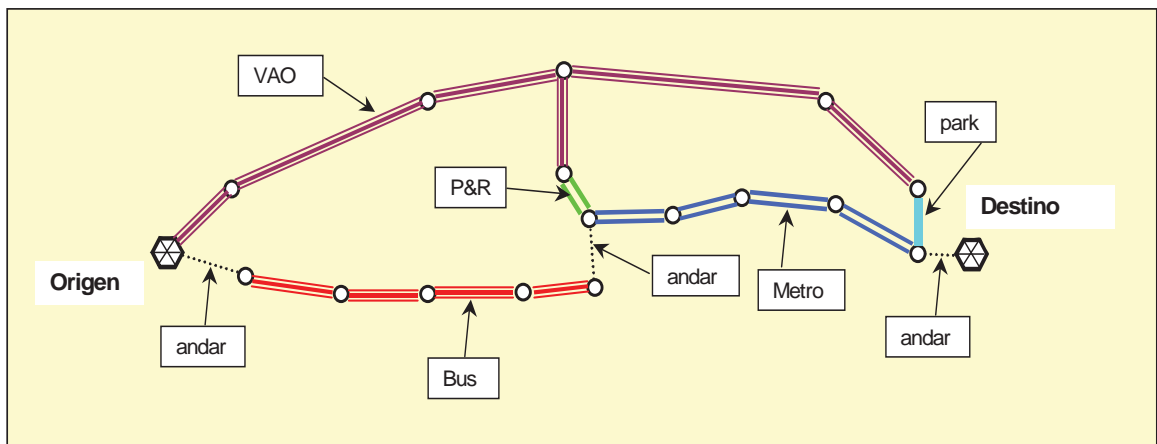 VAO
park
P&R
Destino
Origen
andar
Metro
andar
andar
Bus